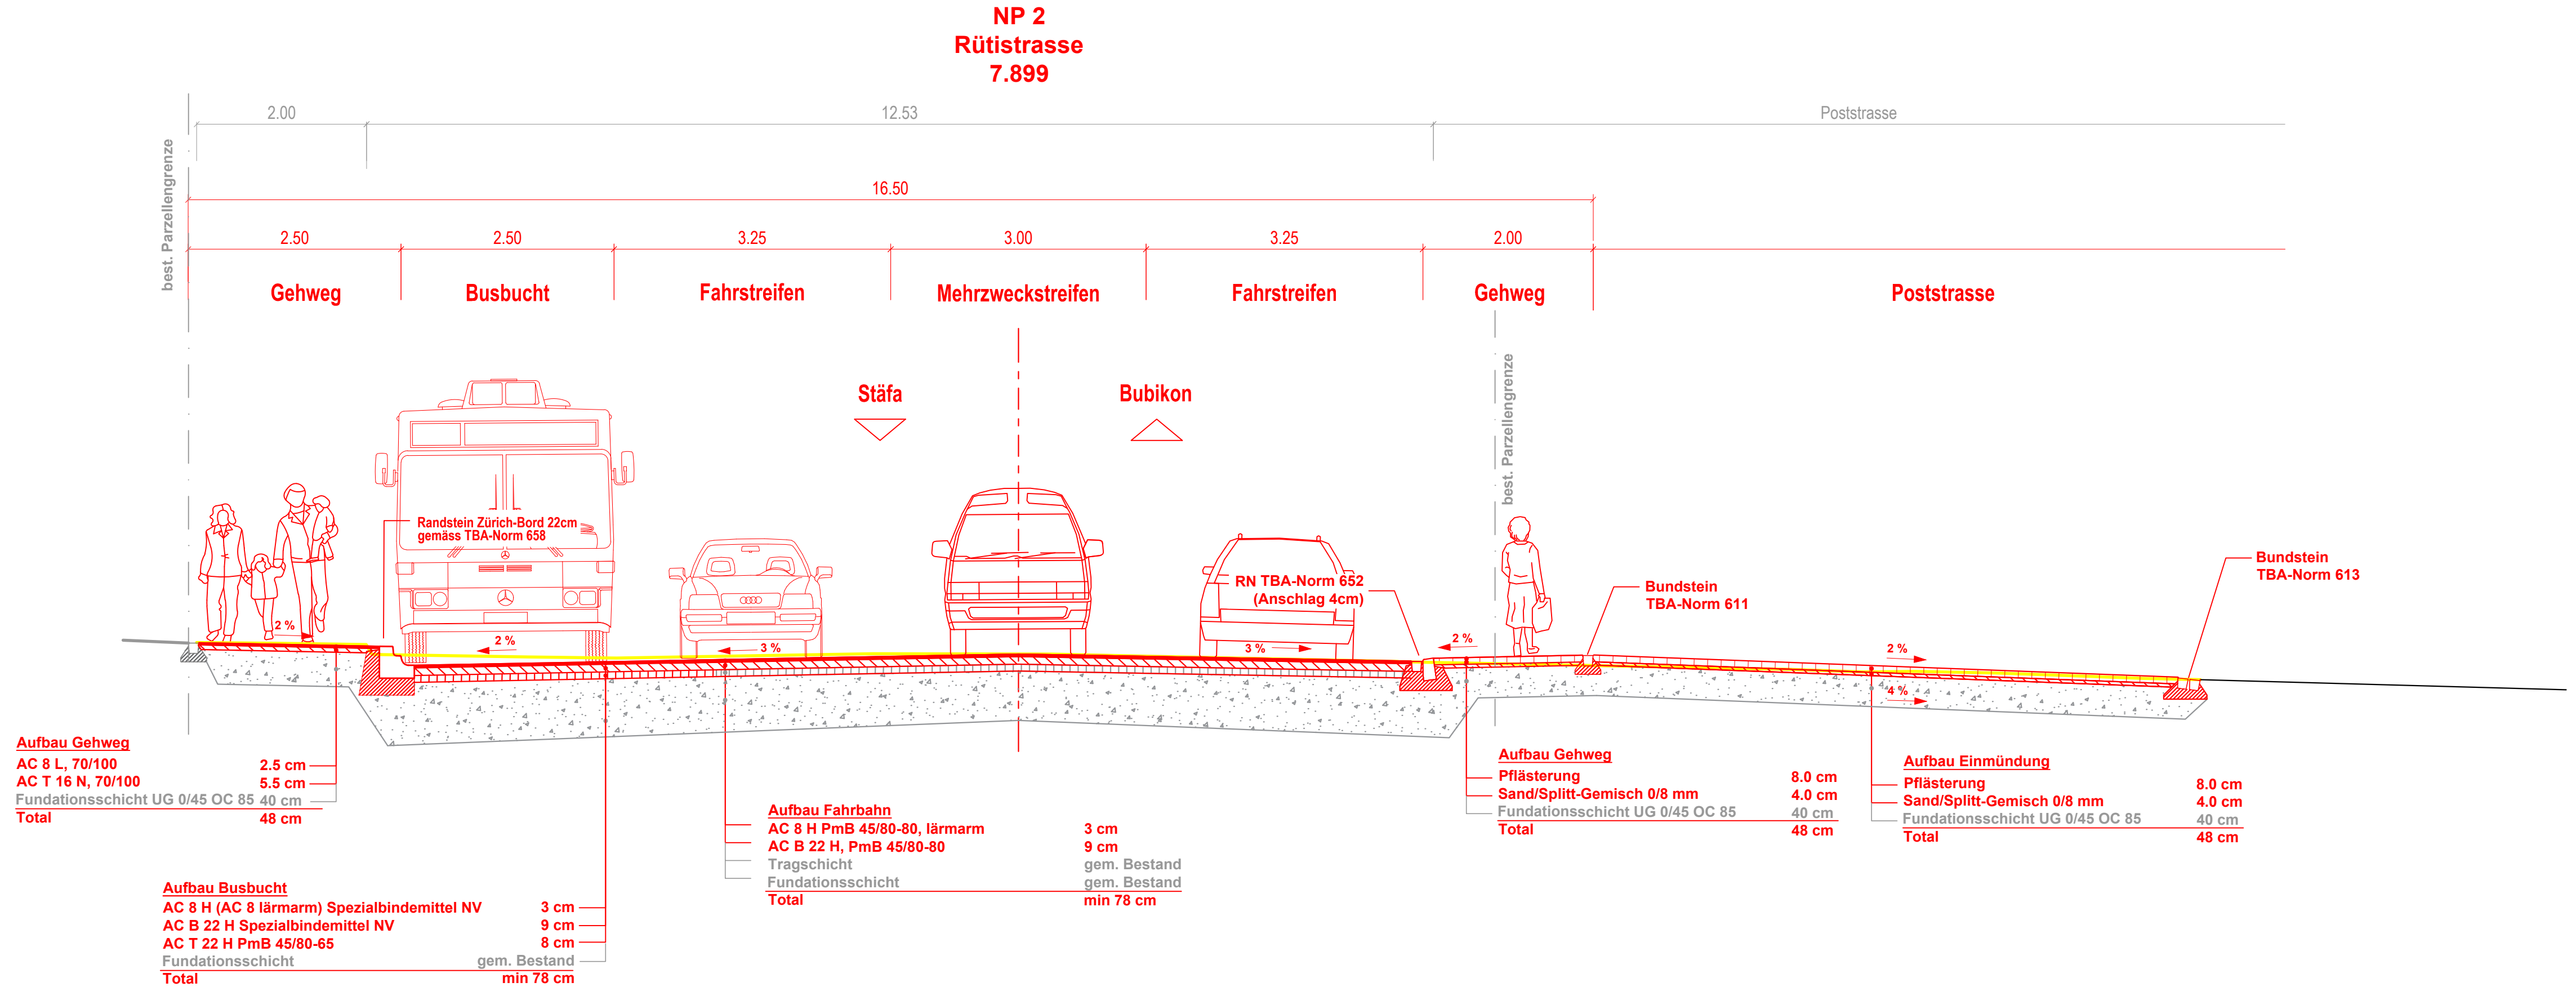 NP 2
Rütistrasse
7.899
2.00
12.53
Poststrasse
best. Parzellengrenze
16.50
2.50
2.50
3.25
3.00
3.25
2.00
Gehweg
Busbucht
Fahrstreifen
Mehrzweckstreifen
Fahrstreifen
Gehweg
Poststrasse
best. Parzellengrenze
Stäfa
Bubikon
Randstein Zürich-Bord 22cm
gemäss TBA-Norm 658
RN TBA-Norm 652
(Anschlag 4cm)
Bundstein
TBA-Norm 611
Bundstein
TBA-Norm 613
2 %
2 %
3 %
3 %
2 %
2 %
4 %
Aufbau Gehweg
AC 8 L, 70/100 2.5 cm
AC T 16 N, 70/100 5.5 cm
Fundationsschicht UG 0/45 OC 85 40 cm
Total 48 cm
Aufbau Busbucht
AC 8 H (AC 8 lärmarm) Spezialbindemittel NV 3 cm
AC B 22 H Spezialbindemittel NV 9 cm
AC T 22 H PmB 45/80-65 8 cm
Fundationsschicht gem. Bestand
Total min 78 cm
Aufbau Fahrbahn
AC 8 H PmB 45/80-80, lärmarm 3 cm
AC B 22 H, PmB 45/80-80 9 cm
Tragschicht gem. Bestand
Fundationsschicht gem. Bestand
Total min 78 cm
Aufbau Gehweg
Pflästerung 8.0 cm
Sand/Splitt-Gemisch 0/8 mm 4.0 cm
Fundationsschicht UG 0/45 OC 85 40 cm
Total 48 cm
Aufbau Einmündung
Pflästerung 8.0 cm
Sand/Splitt-Gemisch 0/8 mm 4.0 cm
Fundationsschicht UG 0/45 OC 85 40 cm
Total 48 cm